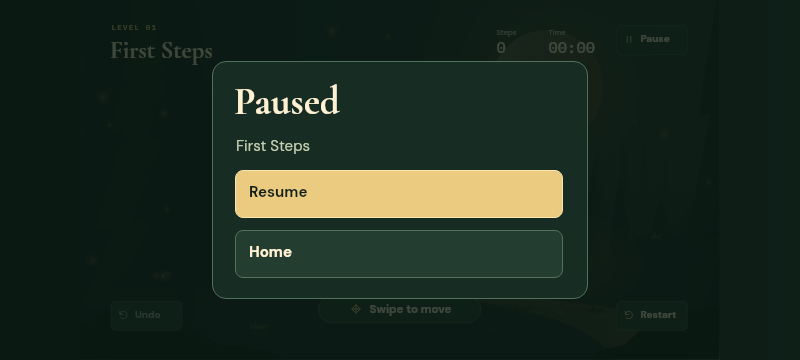 LEVEL 01
First Steps
Steps
0
Time
00:00
Pause
Paused
First Steps
Resume
Home
Undo
Swipe to move
Restart